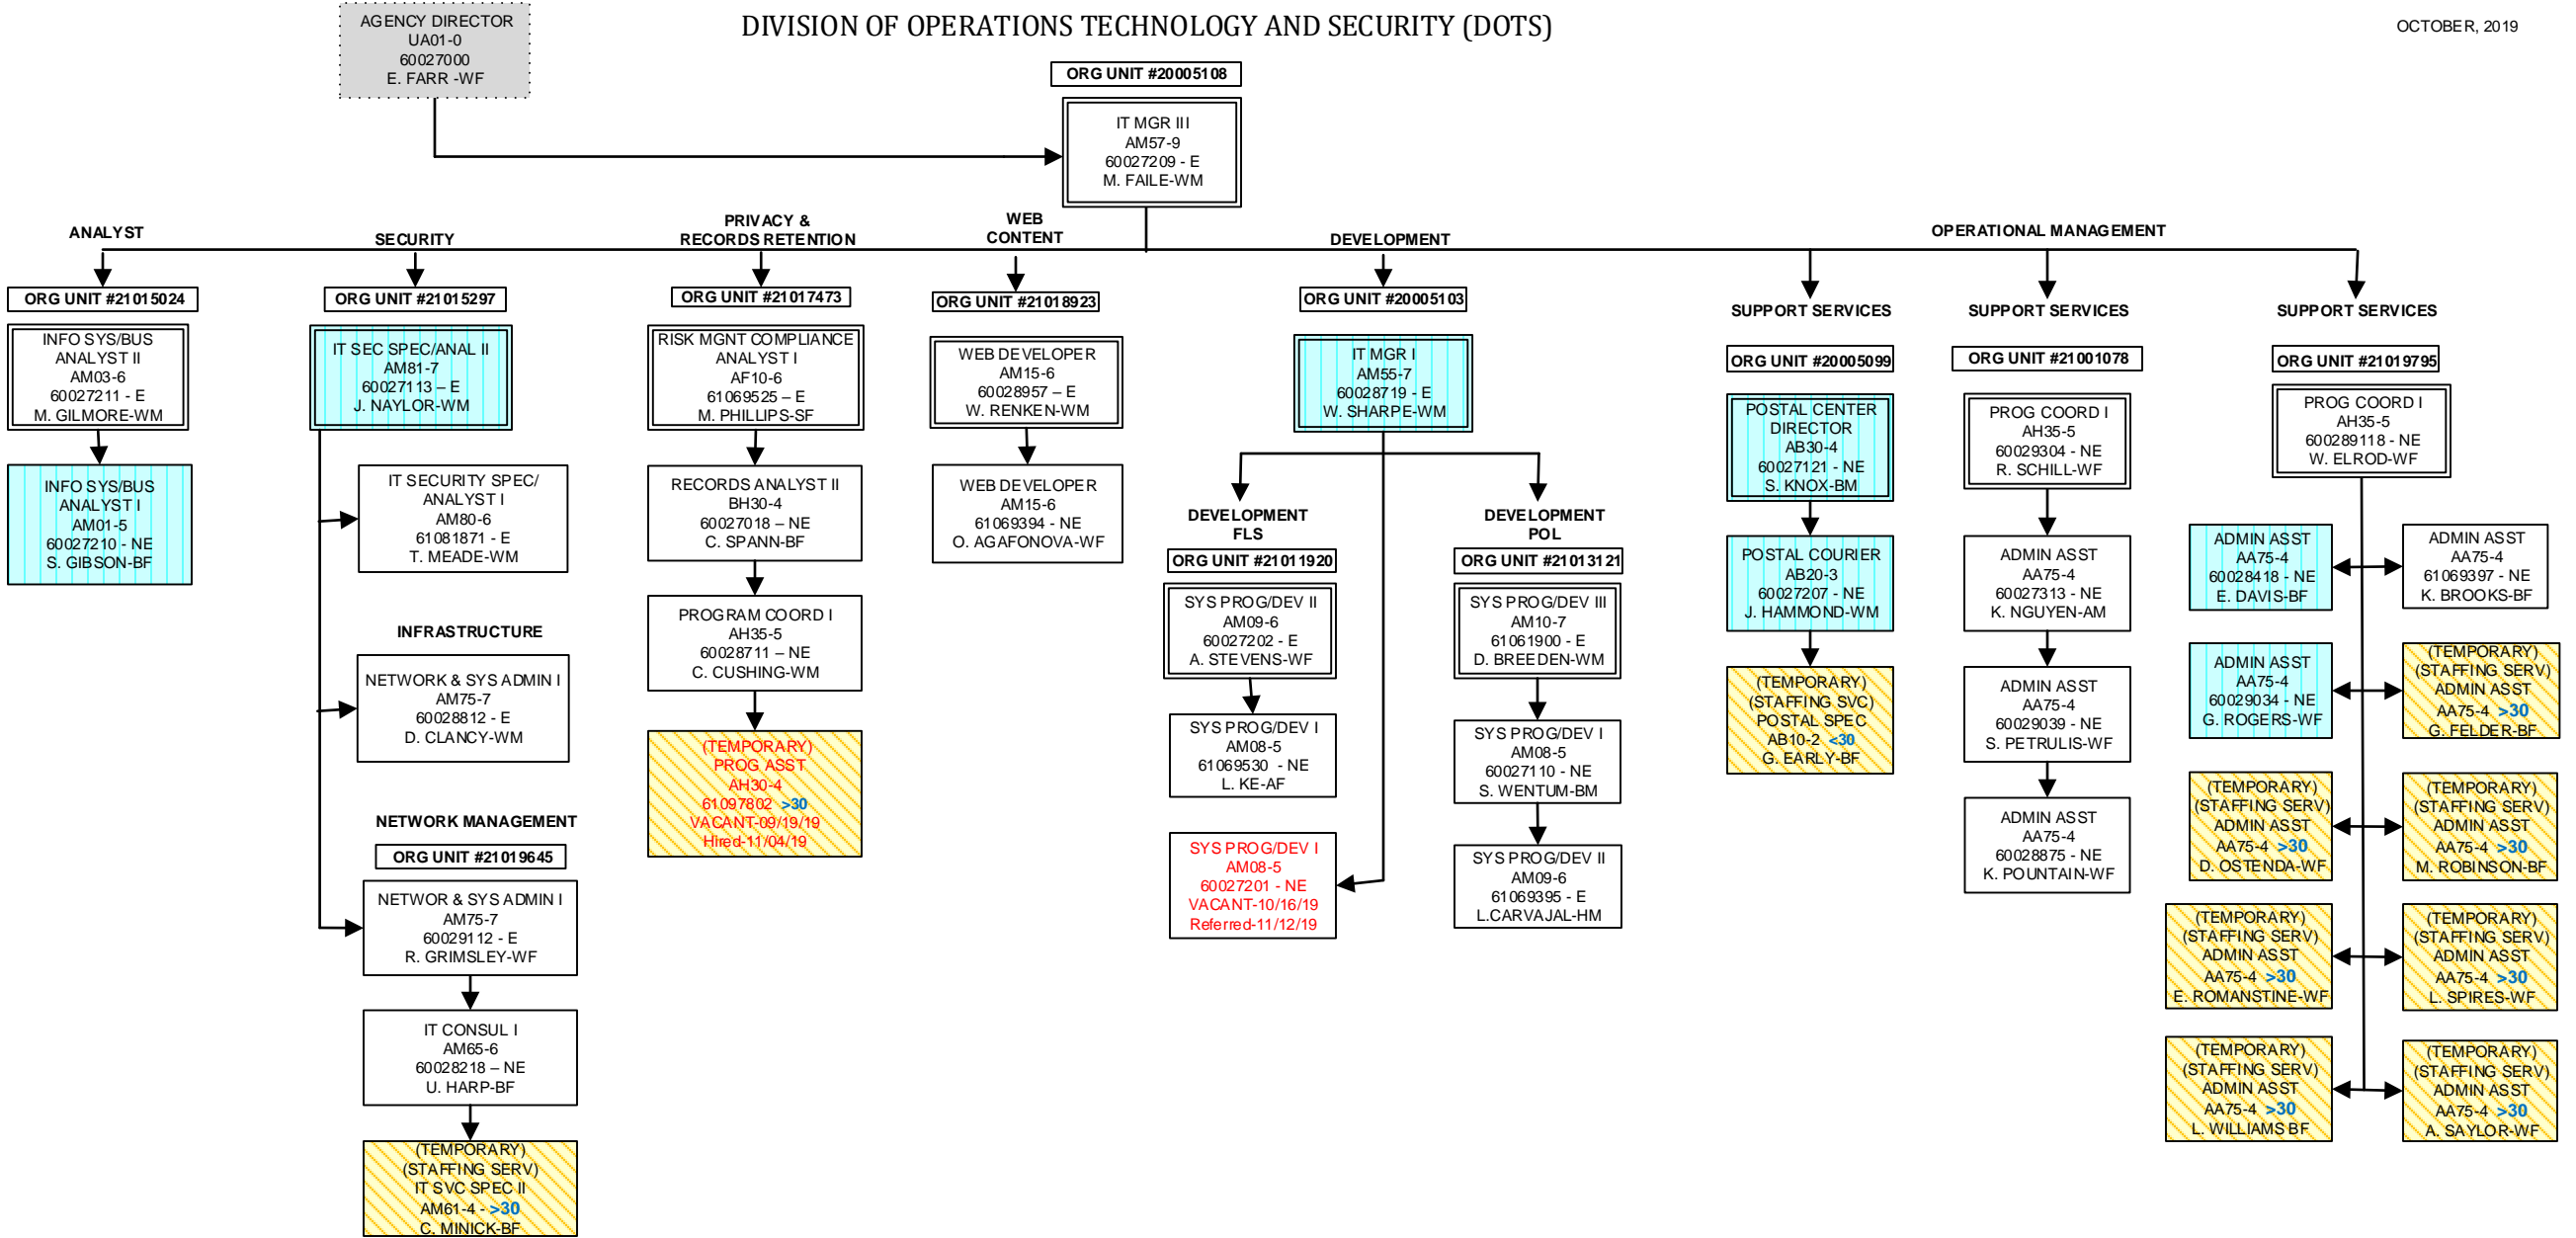 AGENCY DIRECTOR
UA01-0
60027000
E. FARR -WF
DIVISION OF OPERATIONS TECHNOLOGY AND SECURITY (DOTS)
OCTOBER, 2019
ORG UNIT #20005108
IT MGR III
AM57-9
60027209 - E
M. FAILE-WM
ANALYST
ORG UNIT #21015024
INFO SYS/BUS
ANALYST II
AM03-6
60027211 - E
M. GILMORE-WM
INFO SYS/BUS
ANALYST I
AM01-5
60027210 - NE
S. GIBSON-BF
SECURITY
ORG UNIT #21015297
IT SEC SPEC/ANAL II
AM81-7
60027113 – E
J. NAYLOR-WM
IT SECURITY SPEC/
ANALYST I
AM80-6
61081871 - E
T. MEADE-WM
INFRASTRUCTURE
NETWORK & SYS ADMIN I
AM75-7
60028812 - E
D. CLANCY-WM
NETWORK MANAGEMENT
ORG UNIT #21019645
NETWOR & SYS ADMIN I
AM75-7
60029112 - E
R. GRIMSLEY-WF
IT CONSUL I
AM65-6
60028218 – NE
U. HARP-BF
(TEMPORARY)
(STAFFING SERV)
IT SVC SPEC II
AM61-4 - >30
C. MINICK-BF
PRIVACY &
RECORDS RETENTION
ORG UNIT #21017473
RISK MGNT COMPLIANCE
ANALYST I
AF10-6
61069525 – E
M. PHILLIPS-SF
RECORDS ANALYST II
BH30-4
60027018 – NE
C. SPANN-BF
PROGRAM COORD I
AH35-5
60028711 – NE
C. CUSHING-WM
(TEMPORARY)
PROG ASST
AH30-4
61097802 >30
VACANT-09/19/19
Hired-11/04/19
WEB
CONTENT
ORG UNIT #21018923
WEB DEVELOPER
AM15-6
60028957 – E
W. RENKEN-WM
WEB DEVELOPER
AM15-6
61069394 - NE
O. AGAFONOVA-WF
DEVELOPMENT
ORG UNIT #20005103
IT MGR I
AM55-7
60028719 - E
W. SHARPE-WM
DEVELOPMENT
FLS
ORG UNIT #21011920
SYS PROG/DEV II
AM09-6
60027202 - E
A. STEVENS-WF
SYS PROG/DEV I
AM08-5
61069530 - NE
L. KE-AF
SYS PROG/DEV I
AM08-5
60027201 - NE
VACANT-10/16/19
Referred-11/12/19
DEVELOPMENT
POL
ORG UNIT #21013121
SYS PROG/DEV III
AM10-7
61061900 - E
D. BREEDEN-WM
SYS PROG/DEV I
AM08-5
60027110 - NE
S. WENTUM-BM
SYS PROG/DEV II
AM09-6
61069395 - E
L.CARVAJAL-HM
OPERATIONAL MANAGEMENT
SUPPORT SERVICES
ORG UNIT #20005099
POSTAL CENTER
DIRECTOR
AB30-4
60027121 - NE
S. KNOX-BM
POSTAL COURIER
AB20-3
60027207 - NE
J. HAMMOND-WM
(TEMPORARY)
(STAFFING SVC)
POSTAL SPEC
AB10-2 <30
G. EARLY-BF
SUPPORT SERVICES
ORG UNIT #21001078
PROG COORD I
AH35-5
60029304 - NE
R. SCHILL-WF
ADMIN ASST
AA75-4
60027313 - NE
K. NGUYEN-AM
ADMIN ASST
AA75-4
60029039 - NE
S. PETRULIS-WF
ADMIN ASST
AA75-4
60028875 - NE
K. POUNTAIN-WF
SUPPORT SERVICES
ORG UNIT #21019795
PROG COORD I
AH35-5
600289118 - NE
W. ELROD-WF
ADMIN ASST
AA75-4
60028418 - NE
E. DAVIS-BF
ADMIN ASST
AA75-4
61069397 - NE
K. BROOKS-BF
ADMIN ASST
AA75-4
60029034 - NE
G. ROGERS-WF
(TEMPORARY)
(STAFFING SERV)
ADMIN ASST
AA75-4 >30
G. FELDER-BF
(TEMPORARY)
(STAFFING SERV)
ADMIN ASST
AA75-4 >30
D. OSTENDA-WF
(TEMPORARY)
(STAFFING SERV)
ADMIN ASST
AA75-4 >30
M. ROBINSON-BF
(TEMPORARY)
(STAFFING SERV)
ADMIN ASST
AA75-4 >30
E. ROMANSTINE-WF
(TEMPORARY)
(STAFFING SERV)
ADMIN ASST
AA75-4 >30
L. SPIRES-WF
(TEMPORARY)
(STAFFING SERV)
ADMIN ASST
AA75-4 >30
L. WILLIAMS BF
(TEMPORARY)
(STAFFING SERV)
ADMIN ASST
AA75-4 >30
A. SAYLOR-WF